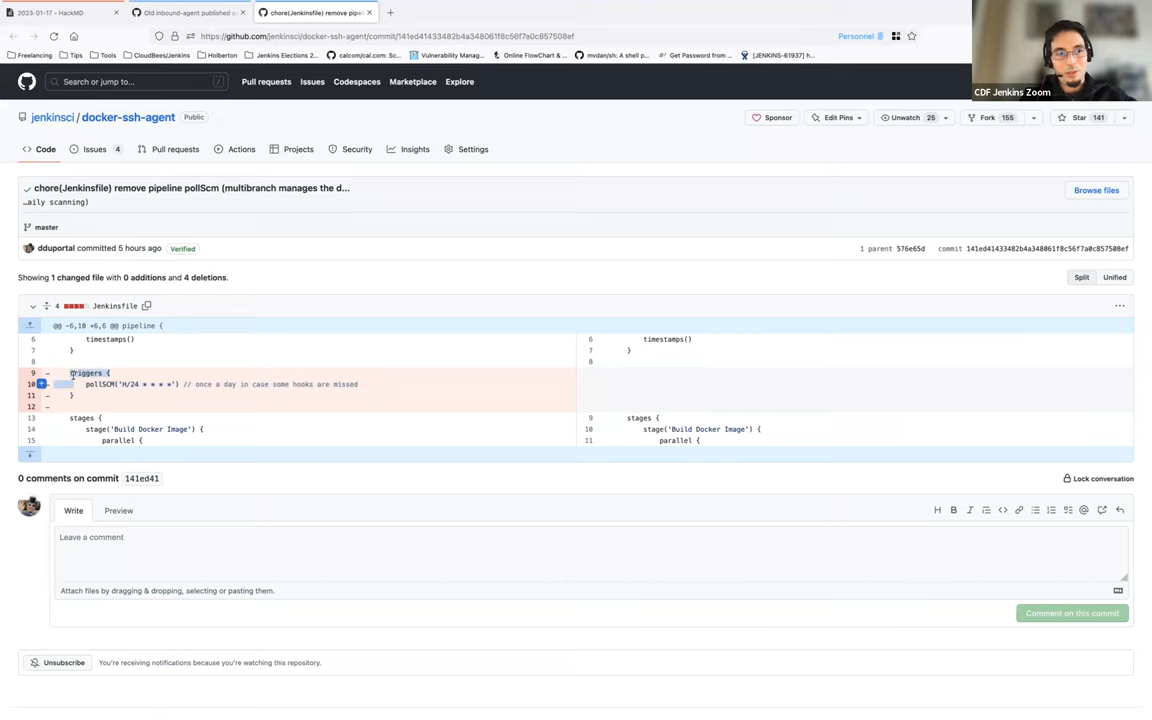 2023-01-17 - HackMD
Old inbound-agent published o
chore(Jenkinsfile) remove pipel
https://github.com/jenkinsci/docker-ssh-agent/commit/141ed41433482b4a348061f8c56f7a0c857508ef
Personnel
Freelancing
Tips
Tools
CloudBees/Jenkins
Holberton
Jenkins Elections 2...
calcom/cal.com: Sc...
Vulnerability Manag...
Online FlowChart & ...
mvdan/sh: A shell p...
Get Password from ...
[JENKINS-61937] h...
CDF Jenkins Zoom
Search or jump to...
/
Pull requests
Issues
Codespaces
Marketplace
Explore
jenkinsci / docker-ssh-agent
Public
Sponsor
Edit Pins
Unwatch 25
Fork 155
Star 141
Code
Issues 4
Pull requests
Actions
Projects
Security
Insights
Settings
chore(Jenkinsfile) remove pipeline pollScm (multibranch manages the d...
Browse files
…aily scanning)
master
dduportal committed 5 hours ago
Verified
1 parent 576e65d commit 141ed41433482b4a348061f8c56f7a0c857508ef
Showing 1 changed file with 0 additions and 4 deletions.
Split
Unified
4
Jenkinsfile
@@ -6,10 +6,6 @@ pipeline {
6 timestamps()
6 timestamps()
7 }
7 }
8
8
9 - triggers {
10 - pollSCM('H/24 * * * *') // once a day in case some hooks are missed
11 - }
12 -
13 stages {
9 stages {
14 stage('Build Docker Image') {
10 stage('Build Docker Image') {
15 parallel {
11 parallel {
0 comments on commit 141ed41
Lock conversation
Write
Preview
Leave a comment
Attach files by dragging & dropping, selecting or pasting them.
Comment on this commit
Unsubscribe
You're receiving notifications because you're watching this repository.